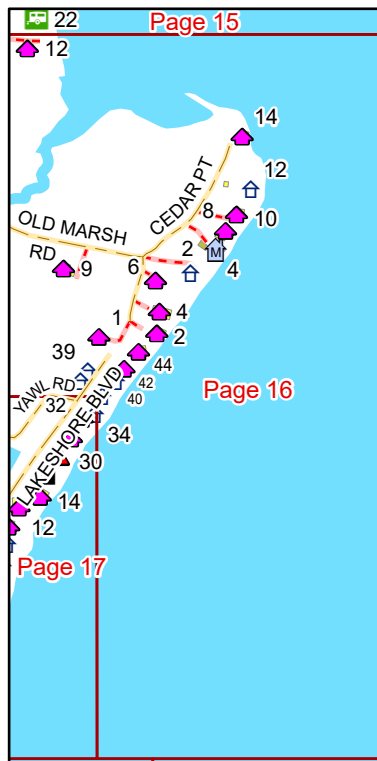 Page 15
22
12
14
CEDAR PT
12
8
10
OLD MARSH
RD
9
6
2
M
4
1
4
2
39
44
42
40
YAWL RD
32
Page 16
LAKESHORE BLVD
34
30
14
12
Page 17